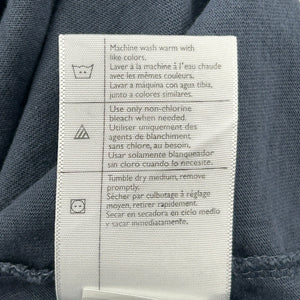 Machine wash warm with
like colors.
Lavar à la machine à l'eau chaude
avec les mêmes couleurs.
Lavar a máquina con agua tibia,
junto a colores similares.
Use only non-chlorine
bleach when needed.
Utiliser uniquement des
agents de blanchiment
sans chlore, au besoin.
Usar solamente blanqueador
sin cloro cuando lo necesite.
Tumble dry medium, remove
promptly.
Sécher par culbutage à réglage
moyen, retirer rapidement.
Secar en secadora en ciclo medio
y sacar inmediatamente.